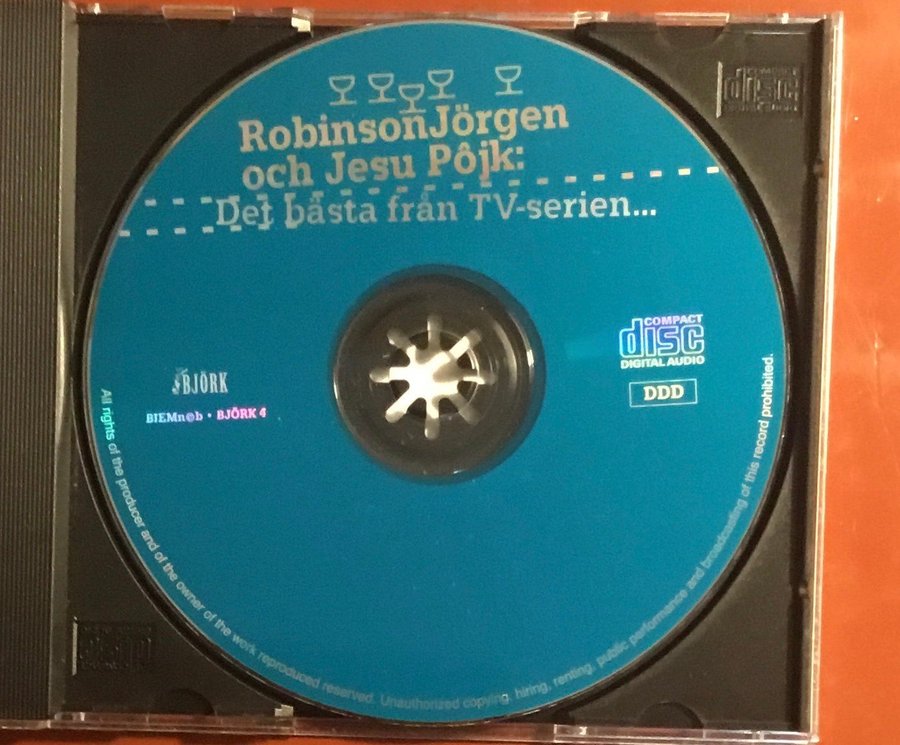 RobinsonJörgen
och Jesu Pôjk:
Det bästa från TV-serien...
COMPACT
disc
DIGITAL AUDIO
DDD
BJÖRK
BIEMn@b • BJÖRK 4
All rights of the producer and of the owner of the work reproduced reserved. Unauthorized copying, hiring, renting, public performance and broadcasting of this record prohibited.
disc